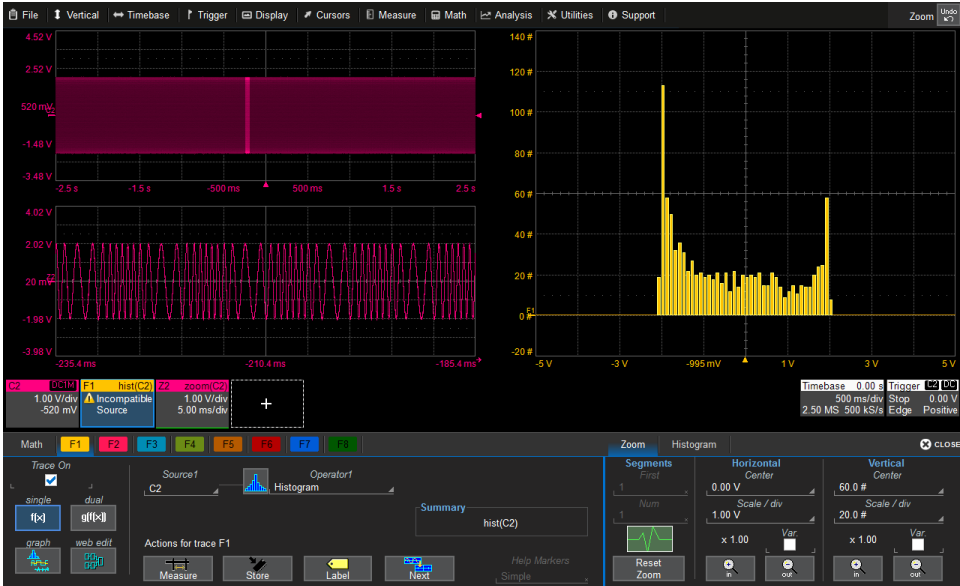 File Vertical Timebase Trigger Display Cursors Measure Math Analysis Utilities Support Zoom Undo
4.52 V
2.52 V
520 mV
-1.48 V
-3.48 V
-2.5 s -1.5 s -500 ms 500 ms 1.5 s 2.5 s
4.02 V
2.02 V
20 mV
Z2
-1.98 V
-3.98 V
-235.4 ms -210.4 ms -185.4 ms
140 #
120 #
100 #
80 #
60 #
40 #
20 #
F1
0 #
-20 #
-5 V -3 V -995 mV 1 V 3 V 5 V
C2 DC1M
1.00 V/div
-520 mV
F1 hist(C2)
Incompatible
Source
Z2 zoom(C2)
1.00 V/div
5.00 ms/div
+
Timebase 0.00 s
500 ms/div
2.50 MS 500 kS/s
Trigger C2 DC
Stop 0.00 V
Edge Positive
Math F1 F2 F3 F4 F5 F6 F7 F8
Zoom Histogram CLOSE
Trace On
single dual
f(x) g(f(x))
graph web edit
Source1
C2
Operator1
Histogram
Summary
hist(C2)
Actions for trace F1
Measure Store Label Next
Help Markers
Simple
Segments
First
1
Num
1
Reset
Zoom
Horizontal
Center
0.00 V
Scale / div
1.00 V
x 1.00 Var.
in out
Vertical
Center
60.0 #
Scale / div
20.0 #
x 1.00 Var.
in out